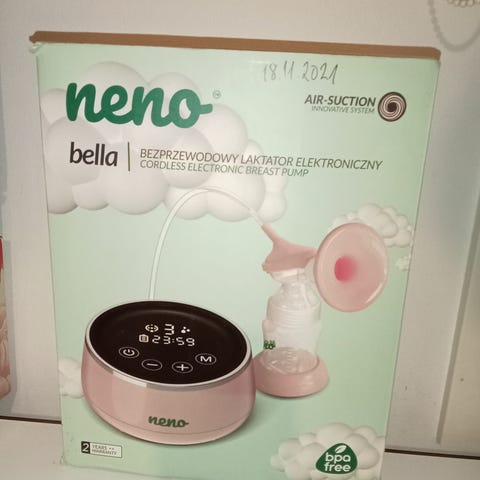 18.11.2021
neno
AIR-SUCTION
INNOVATIVE SYSTEM
bella
BEZPRZEWODOWY LAKTATOR ELEKTRONICZNY
CORDLESS ELECTRONIC BREAST PUMP
3
23:59
M
neno
neno
2 YEARS
WARRANTY
bpa
free